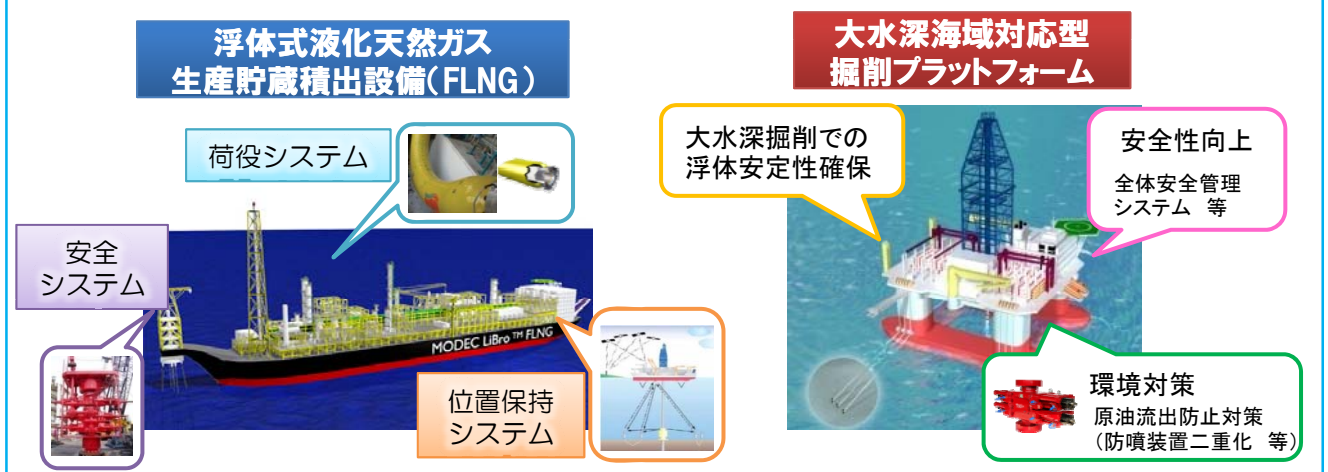 浮体式液化天然ガス
生産貯蔵積出設備(FLNG)
荷役システム
安全
システム
MODEC LiBro™ FLNG
位置保持
システム
大水深海域対応型
掘削プラットフォーム
大水深掘削での
浮体安定性確保
安全性向上
全体安全管理
システム 等
環境対策
原油流出防止対策
(防噴装置二重化 等)